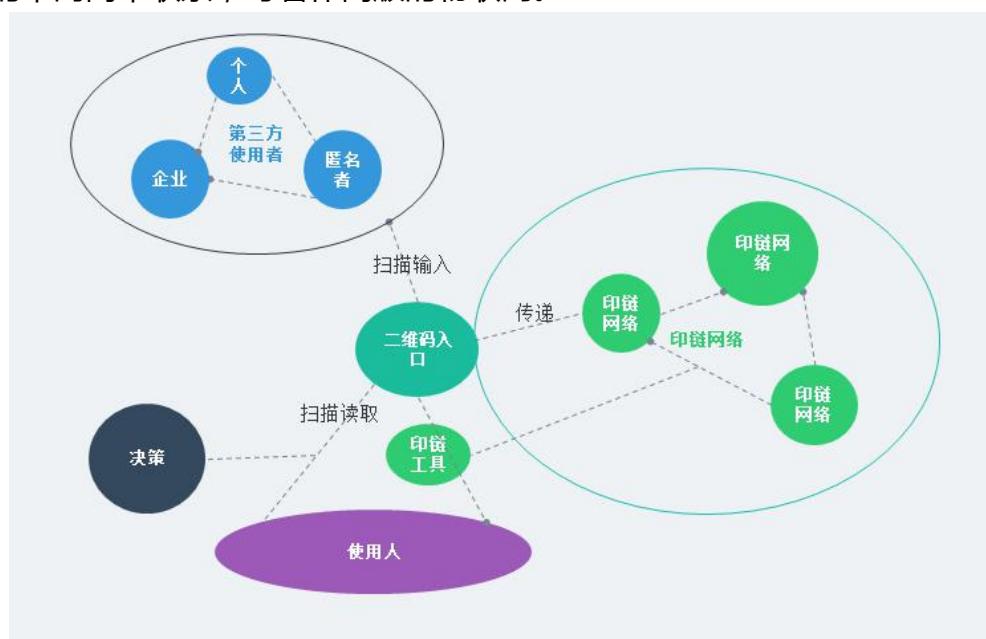 个
人
第三方
使用者
企业
匿名
者
扫描输入
印链网
络
传递
印链
网络
印链网络
二维码入
口
印链
网络
扫描读取
印链
工具
决策
使用人